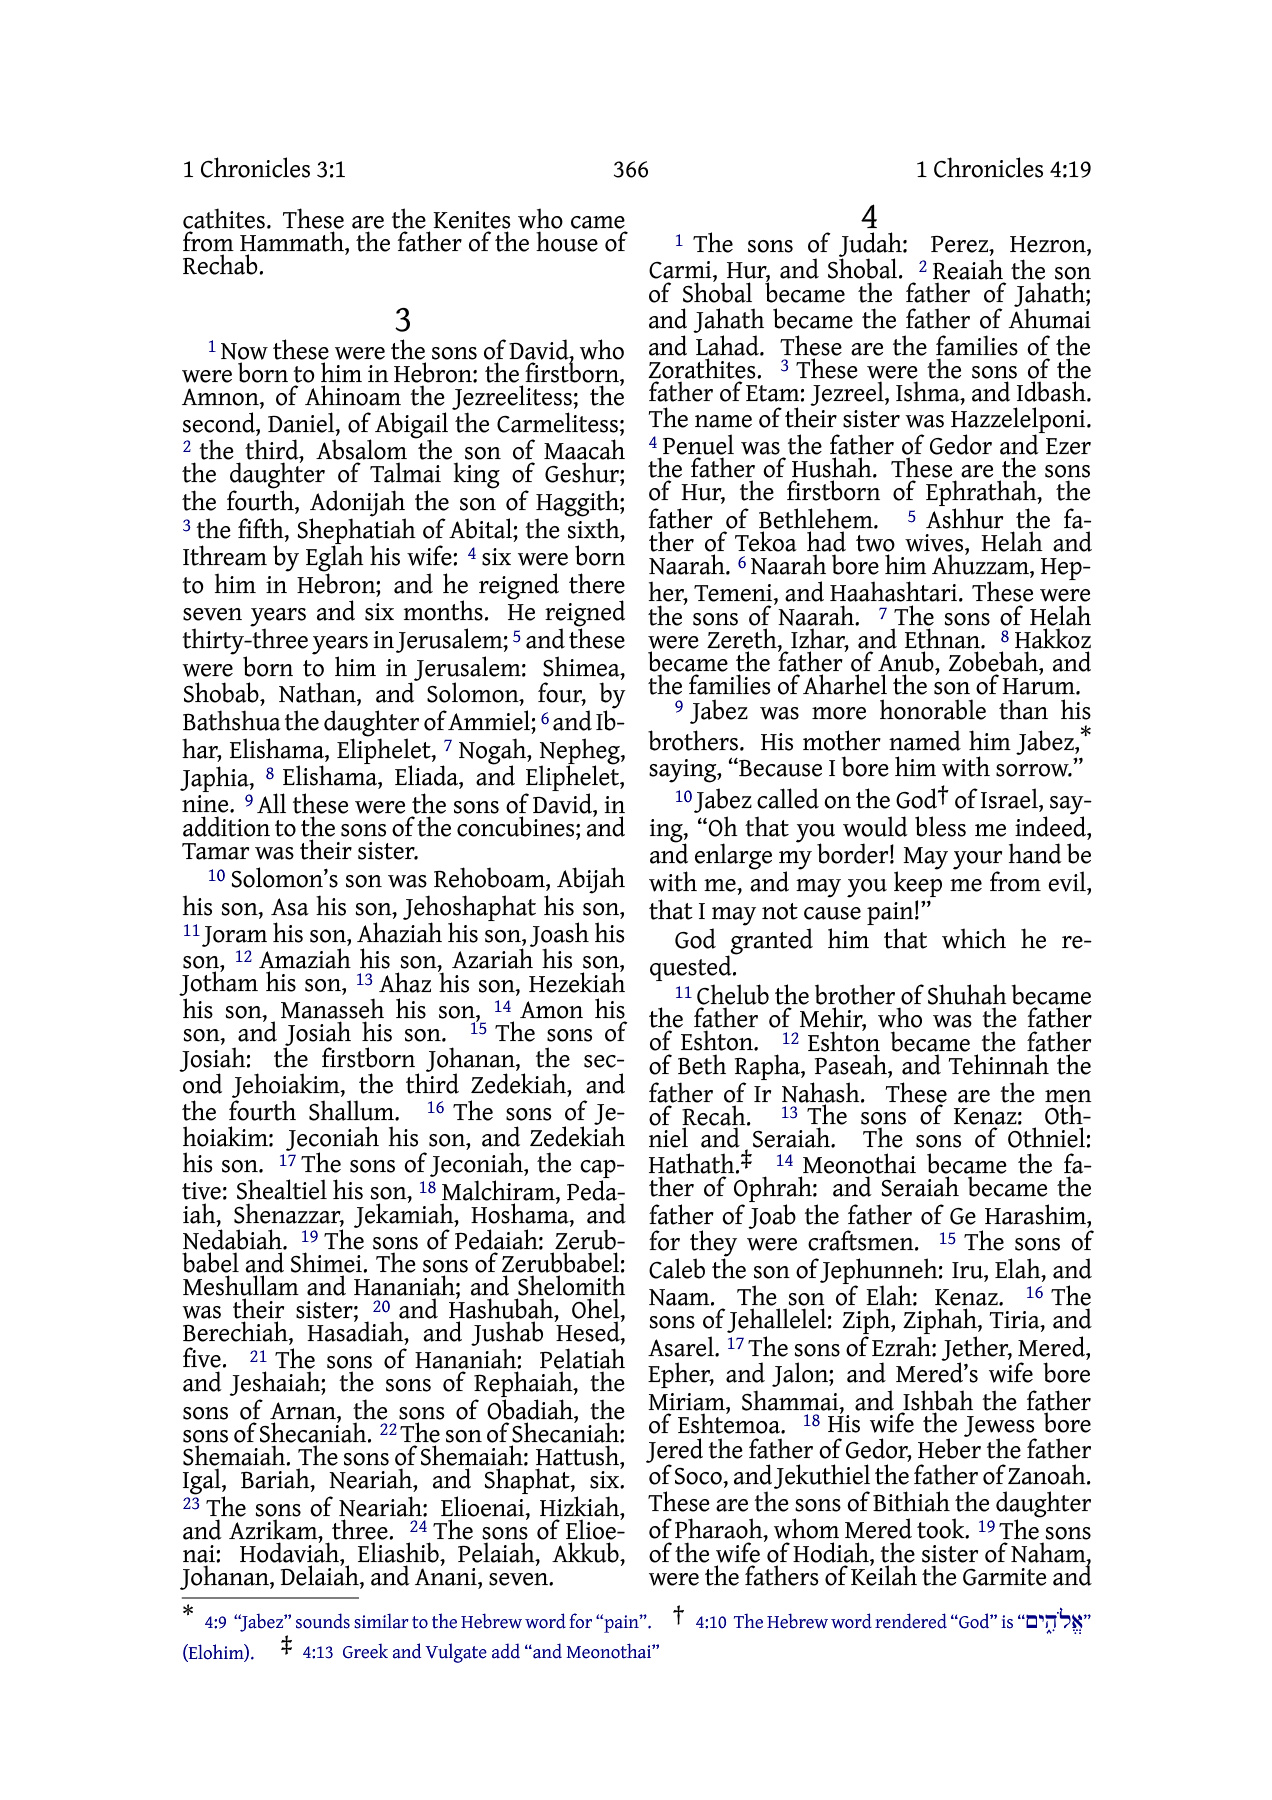 1 Chronicles 3:1 366 1 Chronicles 4:19
cathites. These are the Kenites who came
from Hammath, the father of the house of
Rechab.
3
1 Now these were the sons of David, who
were born to him in Hebron: the firstborn,
Amnon, of Ahinoam the Jezreelitess; the
second, Daniel, of Abigail the Carmelitess;
2 the third, Absalom the son of Maacah
the daughter of Talmai king of Geshur;
the fourth, Adonijah the son of Haggith;
3 the fifth, Shephatiah of Abital; the sixth,
Ithream by Eglah his wife: 4 six were born
to him in Hebron; and he reigned there
seven years and six months. He reigned
thirty-three years in Jerusalem; 5 and these
were born to him in Jerusalem: Shimea,
Shobab, Nathan, and Solomon, four, by
Bathshua the daughter of Ammiel; 6 and Ib-
har, Elishama, Eliphelet, 7 Nogah, Nepheg,
Japhia, 8 Elishama, Eliada, and Eliphelet,
nine. 9 All these were the sons of David, in
addition to the sons of the concubines; and
Tamar was their sister.
10 Solomon’s son was Rehoboam, Abijah
his son, Asa his son, Jehoshaphat his son,
11 Joram his son, Ahaziah his son, Joash his
son, 12 Amaziah his son, Azariah his son,
Jotham his son, 13 Ahaz his son, Hezekiah
his son, Manasseh his son, 14 Amon his
son, and Josiah his son. 15 The sons of
Josiah: the firstborn Johanan, the sec-
ond Jehoiakim, the third Zedekiah, and
the fourth Shallum. 16 The sons of Je-
hoiakim: Jeconiah his son, and Zedekiah
his son. 17 The sons of Jeconiah, the cap-
tive: Shealtiel his son, 18 Malchiram, Peda-
iah, Shenazzar, Jekamiah, Hoshama, and
Nedabiah. 19 The sons of Pedaiah: Zerub-
babel and Shimei. The sons of Zerubbabel:
Meshullam and Hananiah; and Shelomith
was their sister; 20 and Hashubah, Ohel,
Berechiah, Hasadiah, and Jushab Hesed,
five. 21 The sons of Hananiah: Pelatiah
and Jeshaiah; the sons of Rephaiah, the
sons of Arnan, the sons of Obadiah, the
sons of Shecaniah. 22 The son of Shecaniah:
Shemaiah. The sons of Shemaiah: Hattush,
Igal, Bariah, Neariah, and Shaphat, six.
23 The sons of Neariah: Elioenai, Hizkiah,
and Azrikam, three. 24 The sons of Elioe-
nai: Hodaviah, Eliashib, Pelaiah, Akkub,
Johanan, Delaiah, and Anani, seven.
4
1 The sons of Judah: Perez, Hezron,
Carmi, Hur, and Shobal. 2 Reaiah the son
of Shobal became the father of Jahath;
and Jahath became the father of Ahumai
and Lahad. These are the families of the
Zorathites. 3 These were the sons of the
father of Etam: Jezreel, Ishma, and Idbash.
The name of their sister was Hazzelelponi.
4 Penuel was the father of Gedor and Ezer
the father of Hushah. These are the sons
of Hur, the firstborn of Ephrathah, the
father of Bethlehem. 5 Ashhur the fa-
ther of Tekoa had two wives, Helah and
Naarah. 6 Naarah bore him Ahuzzam, Hep-
her, Temeni, and Haahashtari. These were
the sons of Naarah. 7 The sons of Helah
were Zereth, Izhar, and Ethnan. 8 Hakkoz
became the father of Anub, Zobebah, and
the families of Aharhel the son of Harum.
9 Jabez was more honorable than his
brothers. His mother named him Jabez,*
saying, “Because I bore him with sorrow.”
10 Jabez called on the God† of Israel, say-
ing, “Oh that you would bless me indeed,
and enlarge my border! May your hand be
with me, and may you keep me from evil,
that I may not cause pain!”
God granted him that which he re-
quested.
11 Chelub the brother of Shuhah became
the father of Mehir, who was the father
of Eshton. 12 Eshton became the father
of Beth Rapha, Paseah, and Tehinnah the
father of Ir Nahash. These are the men
of Recah. 13 The sons of Kenaz: Oth-
niel and Seraiah. The sons of Othniel:
Hathath.‡ 14 Meonothai became the fa-
ther of Ophrah: and Seraiah became the
father of Joab the father of Ge Harashim,
for they were craftsmen. 15 The sons of
Caleb the son of Jephunneh: Iru, Elah, and
Naam. The son of Elah: Kenaz. 16 The
sons of Jehallelel: Ziph, Ziphah, Tiria, and
Asarel. 17 The sons of Ezrah: Jether, Mered,
Epher, and Jalon; and Mered’s wife bore
Miriam, Shammai, and Ishbah the father
of Eshtemoa. 18 His wife the Jewess bore
Jered the father of Gedor, Heber the father
of Soco, and Jekuthiel the father of Zanoah.
These are the sons of Bithiah the daughter
of Pharaoh, whom Mered took. 19 The sons
of the wife of Hodiah, the sister of Naham,
were the fathers of Keilah the Garmite and
* 4:9 “Jabez” sounds similar to the Hebrew word for “pain”. † 4:10 The Hebrew word rendered “God” is “אֱלֹהִ֑ים”
(Elohim). ‡ 4:13 Greek and Vulgate add “and Meonothai”